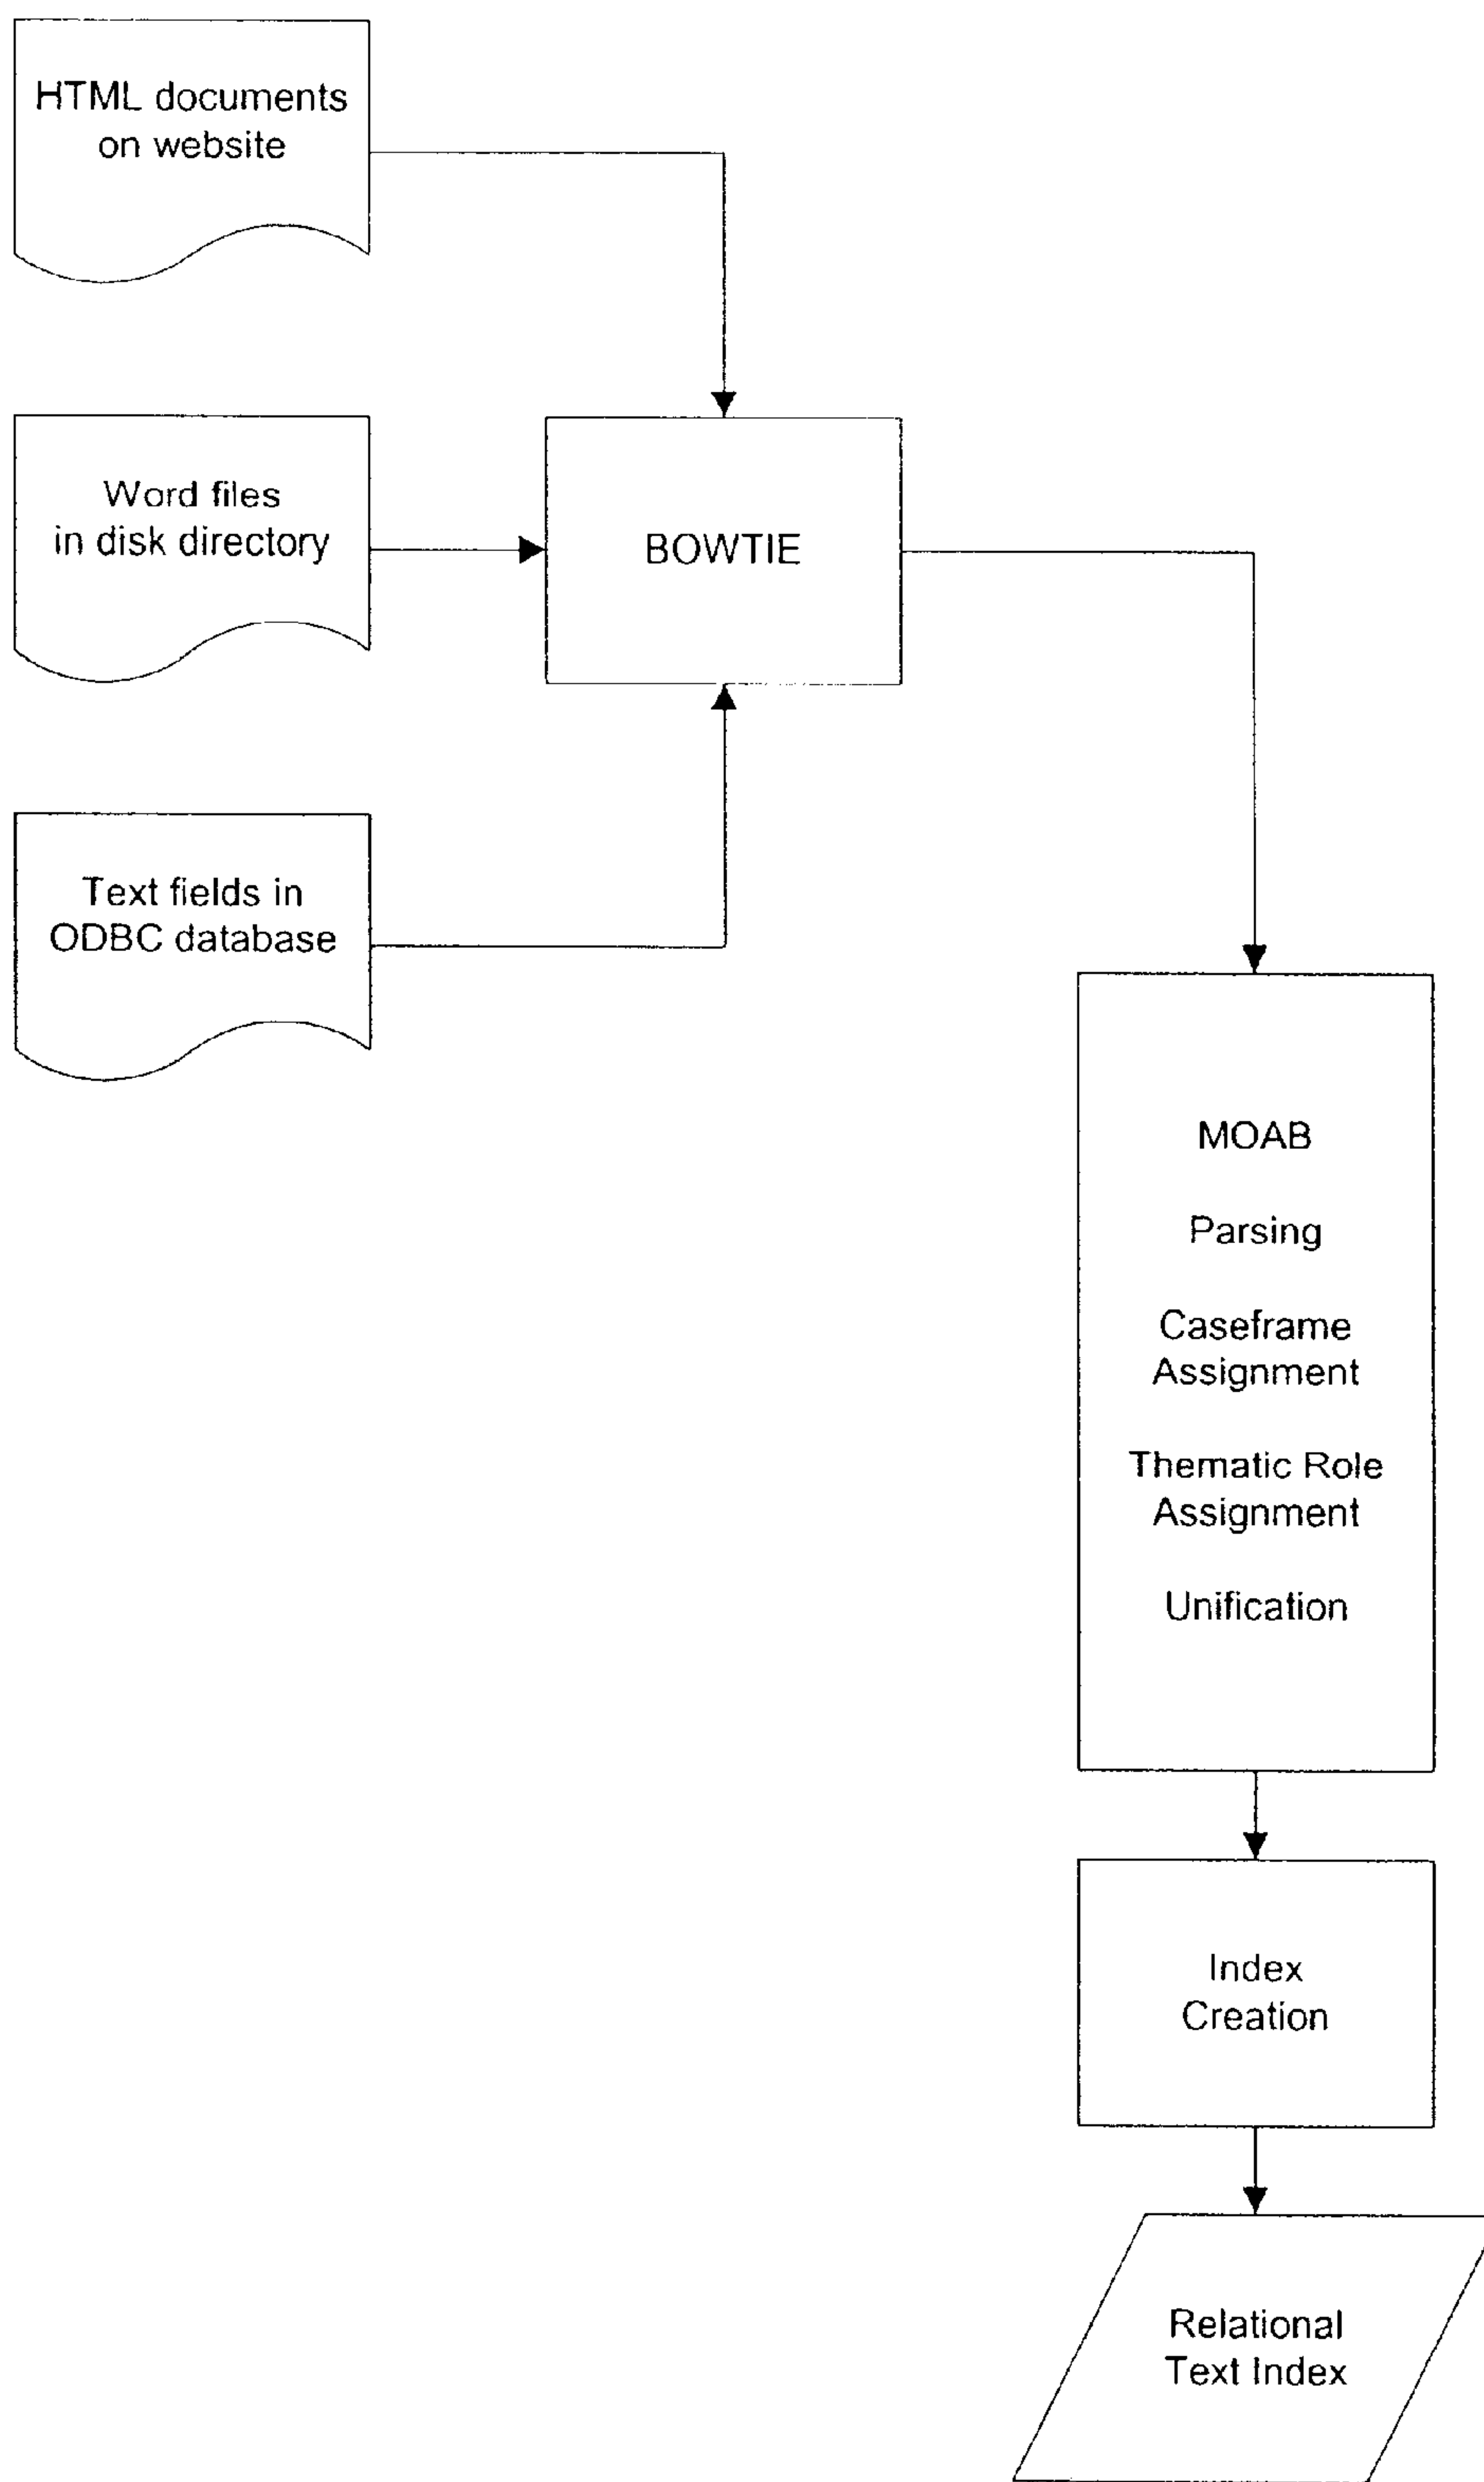 HTML documents
on website
Word files
in disk directory
BOWTIE
Text fields in
ODBC database
MOAB
Parsing
Caseframe
Assignment
Thematic Role
Assignment
Unification
Index
Creation
Relational
Text Index